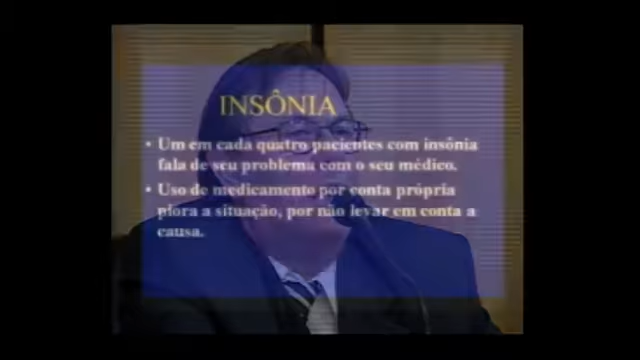 INSÔNIA
• Um em cada quatro pacientes com insônia
fala de seu problema com o seu médico.
• Uso de medicamento por conta própria
piora a situação, por não levar em conta a
causa.